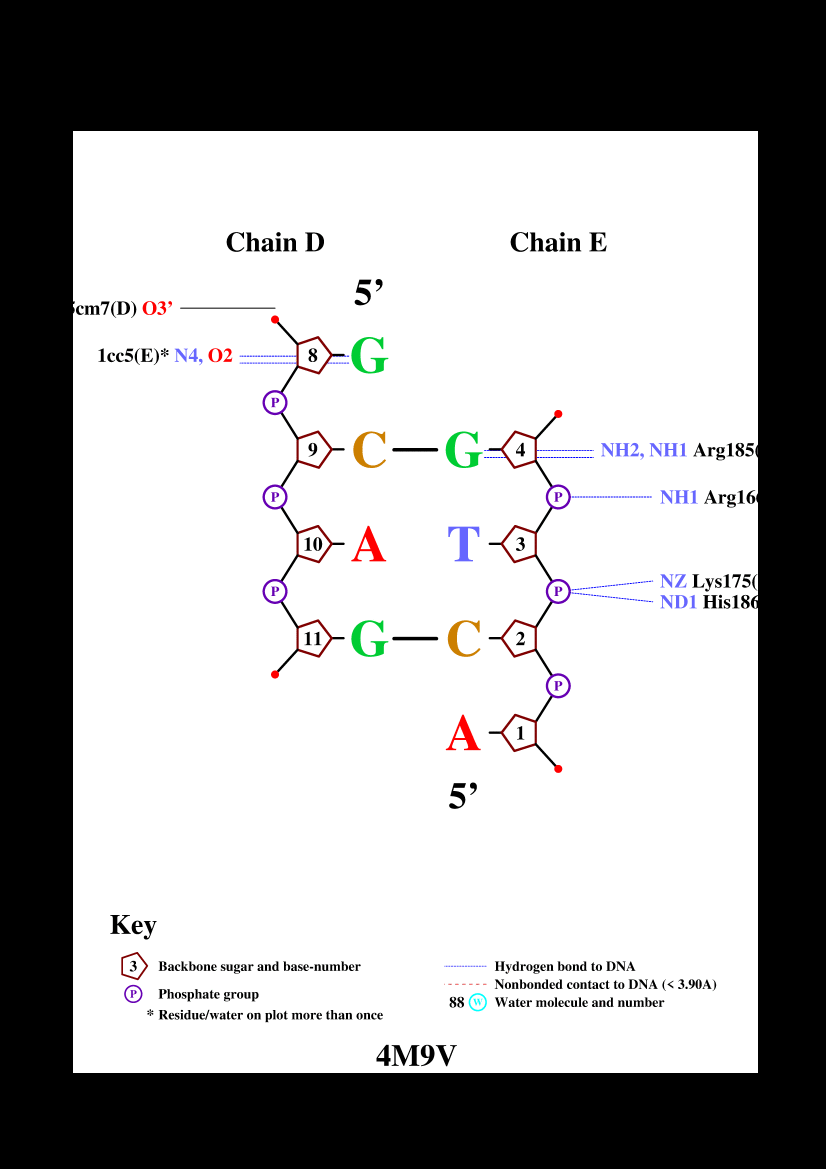 Chain D Chain E
5’
5cm7(D) O3’
1cc5(E)* N4, O2 8 G
P
9 C G 4 NH2, NH1 Arg185(
P P NH1 Arg16
10 A T 3
P P NZ Lys175(
ND1 His186
11 G C 2
P
A 1
5’
Key
3 Backbone sugar and base-number
P Phosphate group
* Residue/water on plot more than once
Hydrogen bond to DNA
Nonbonded contact to DNA (< 3.90A)
88 W Water molecule and number
4M9V